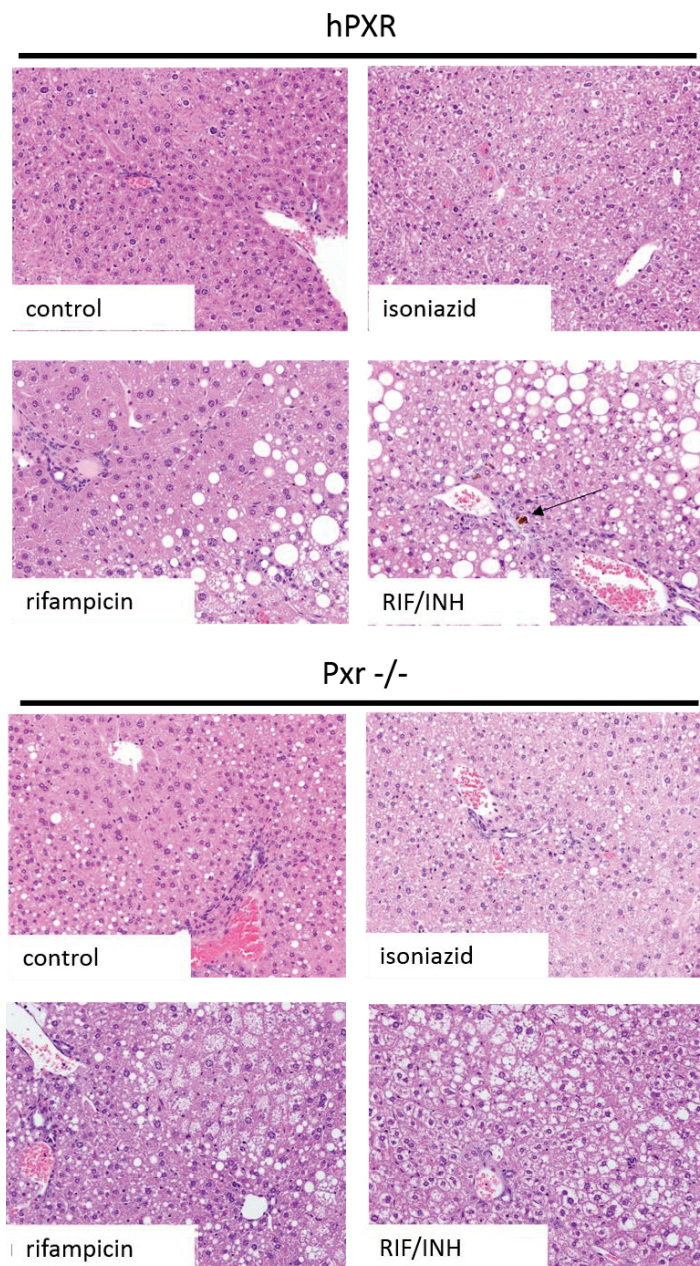 hPXR
control
isoniazid
rifampicin
RIF/INH
Pxr -/-
control
isoniazid
rifampicin
RIF/INH